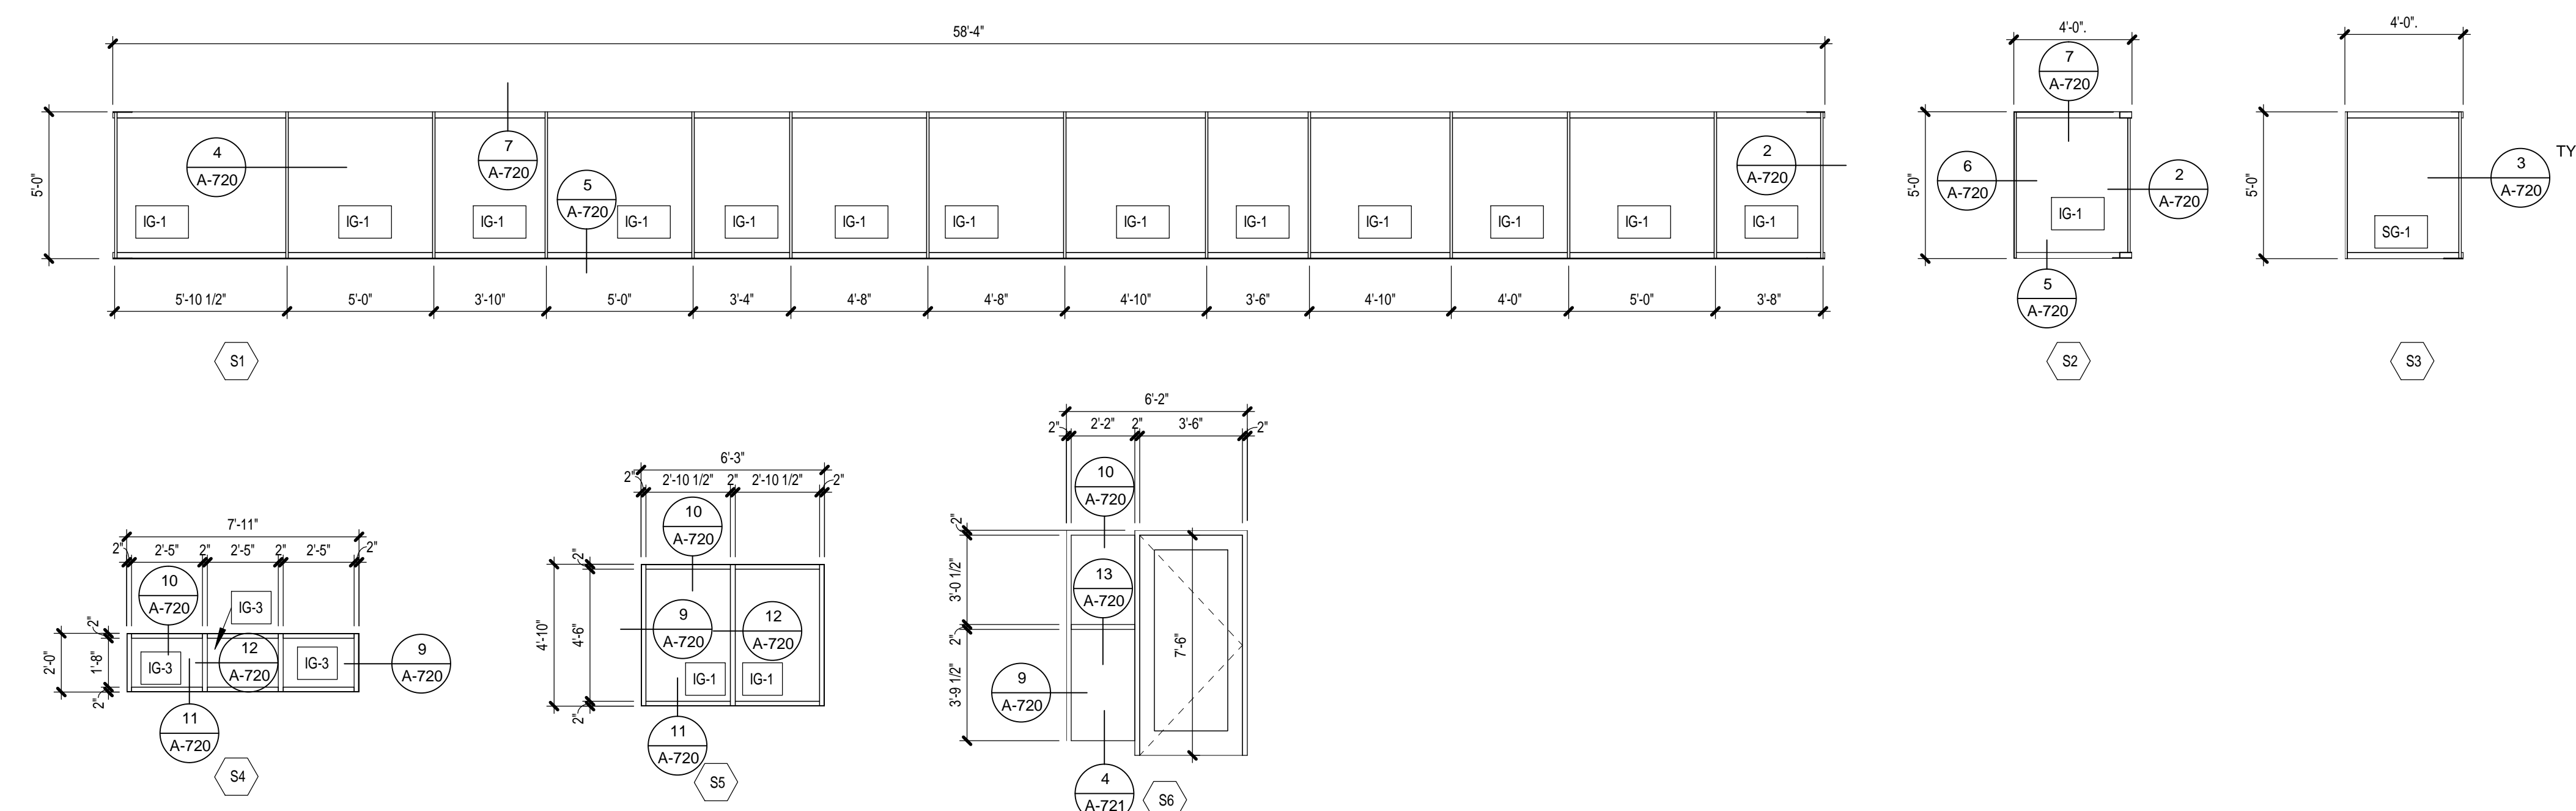 58'-4"
4'-0".
4'-0".
7
A-720
4
A-720
7
A-720
5
A-720
2
A-720
6
A-720
2
A-720
3
A-720
TY
5'-0"
5'-0"
5'-0"
IG-1
IG-1
IG-1
IG-1
IG-1
IG-1
IG-1
IG-1
IG-1
IG-1
IG-1
IG-1
IG-1
IG-1
SG-1
5
A-720
5'-10 1/2"
5'-0"
3'-10"
5'-0"
3'-4"
4'-8"
4'-8"
4'-10"
3'-6"
4'-10"
4'-0"
5'-0"
3'-8"
S1
S2
S3
7'-11"
2"
2'-5"
2"
2'-5"
2"
2'-5"
2"
10
A-720
IG-3
2'-0"
2"
1'-8"
2"
IG-3
12
A-720
IG-3
9
A-720
11
A-720
S4
6'-3"
2"
2'-10 1/2"
2"
2'-10 1/2"
2"
10
A-720
4'-10"
2"
4'-6"
2"
9
A-720
12
A-720
IG-1
IG-1
11
A-720
S5
6'-2"
2"
2'-2"
2"
3'-6"
2"
10
A-720
2"
3'-0 1/2"
2"
3'-9 1/2"
13
A-720
7'-6"
9
A-720
4
A-721
S6